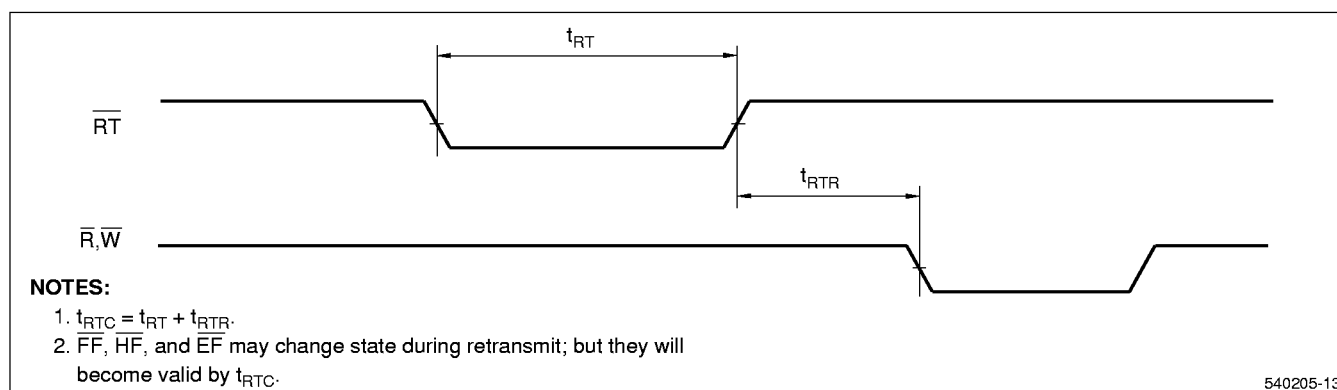 tRT
RT
tRTR
R,W
NOTES:
1. tRTC = tRT + tRTR.
2. FF, HF, and EF may change state during retransmit; but they will
become valid by tRTC.
540205-13